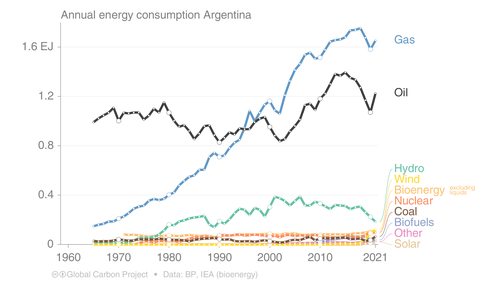 Annual energy consumption Argentina
1.6 EJ
Gas
1.2
Oil
0.8
0.4
Hydro
Wind
Bioenergy excluding liquids
Nuclear
Coal
Biofuels
Other
Solar
0
1960
1970
1980
1990
2000
2010
2021
Global Carbon Project • Data: BP, IEA (bioenergy)